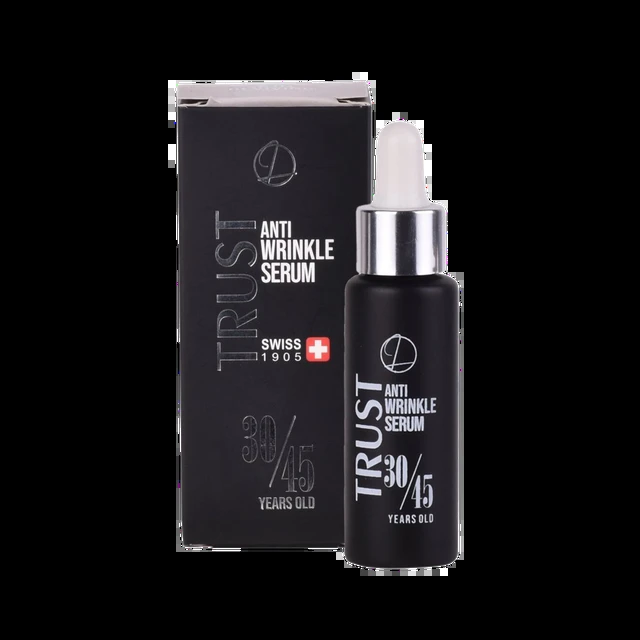 TRUST
ANTI
WRINKLE
SERUM
SWISS
1905
30/45
YEARS OLD
TRUST
ANTI
WRINKLE
SERUM
30/45
YEARS OLD